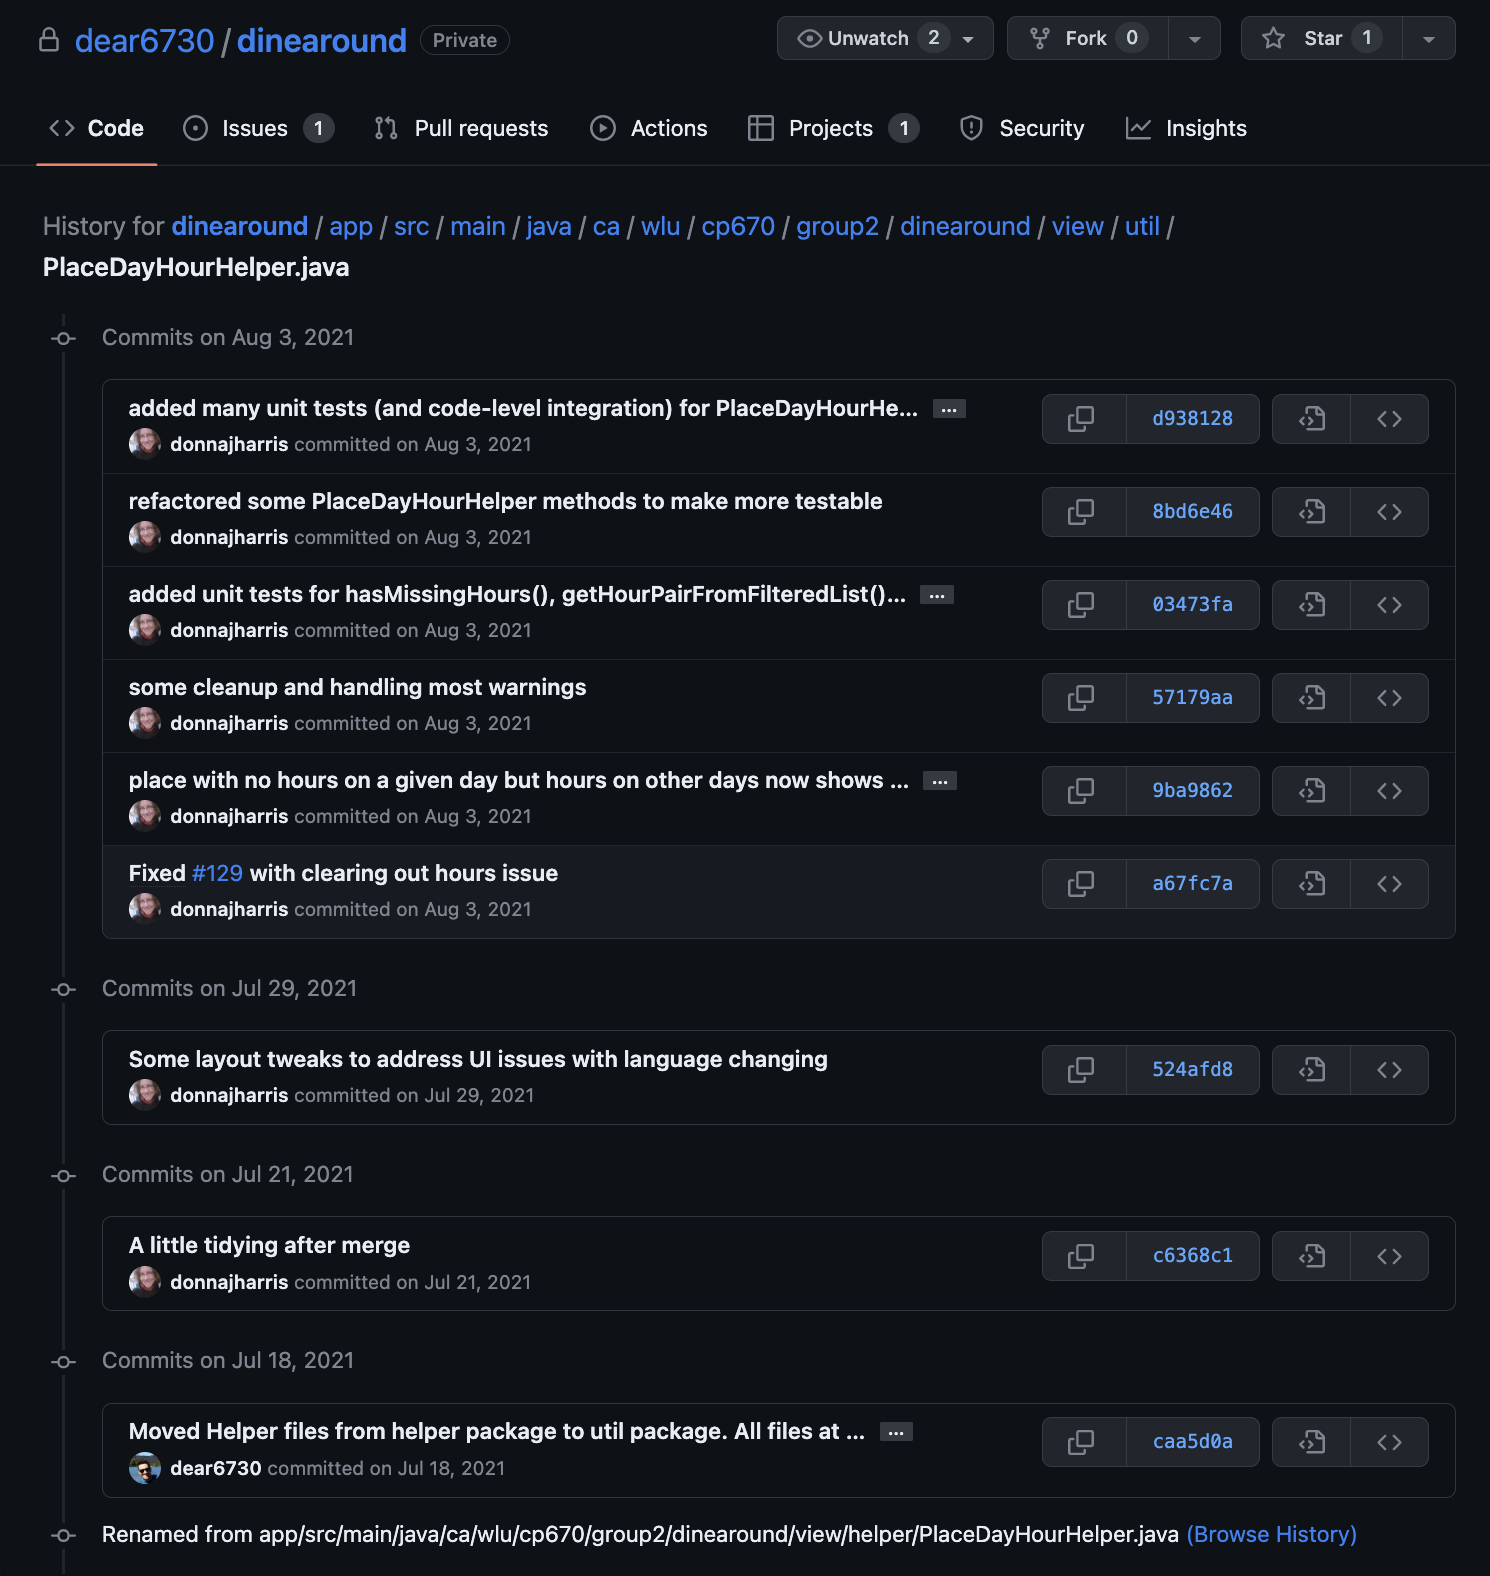 dear6730 / dinearound Private Unwatch 2 Fork 0 Star 1
Code Issues 1 Pull requests Actions Projects 1 Security Insights
History for dinearound / app / src / main / java / ca / wlu / cp670 / group2 / dinearound / view / util /
PlaceDayHourHelper.java
Commits on Aug 3, 2021
added many unit tests (and code-level integration) for PlaceDayHourHe... ...
d938128
donnajharris committed on Aug 3, 2021
refactored some PlaceDayHourHelper methods to make more testable
8bd6e46
donnajharris committed on Aug 3, 2021
added unit tests for hasMissingHours(), getHourPairFromFilteredList()... ...
03473fa
donnajharris committed on Aug 3, 2021
some cleanup and handling most warnings
57179aa
donnajharris committed on Aug 3, 2021
place with no hours on a given day but hours on other days now shows ... ...
9ba9862
donnajharris committed on Aug 3, 2021
Fixed #129 with clearing out hours issue
a67fc7a
donnajharris committed on Aug 3, 2021
Commits on Jul 29, 2021
Some layout tweaks to address UI issues with language changing
524afd8
donnajharris committed on Jul 29, 2021
Commits on Jul 21, 2021
A little tidying after merge
c6368c1
donnajharris committed on Jul 21, 2021
Commits on Jul 18, 2021
Moved Helper files from helper package to util package. All files at ... ...
caa5d0a
dear6730 committed on Jul 18, 2021
Renamed from app/src/main/java/ca/wlu/cp670/group2/dinearound/view/helper/PlaceDayHourHelper.java (Browse History)